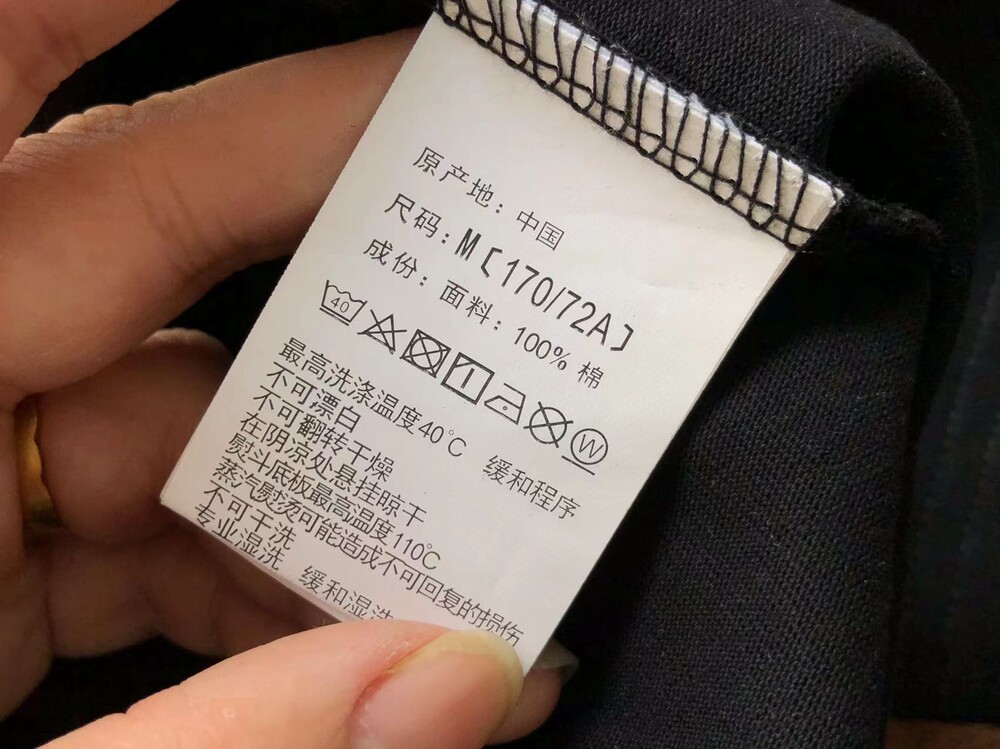 原产地：中国
尺码：M〔170/72A〕
成份：面料：100% 棉
40 W
最高洗涤温度40℃ 缓和程序
不可漂白
不可翻转干燥
在阴凉处悬挂晾干
熨斗底板最高温度110℃
蒸汽熨烫可能造成不可回复的损伤
不可干洗
专业湿洗 缓和湿洗